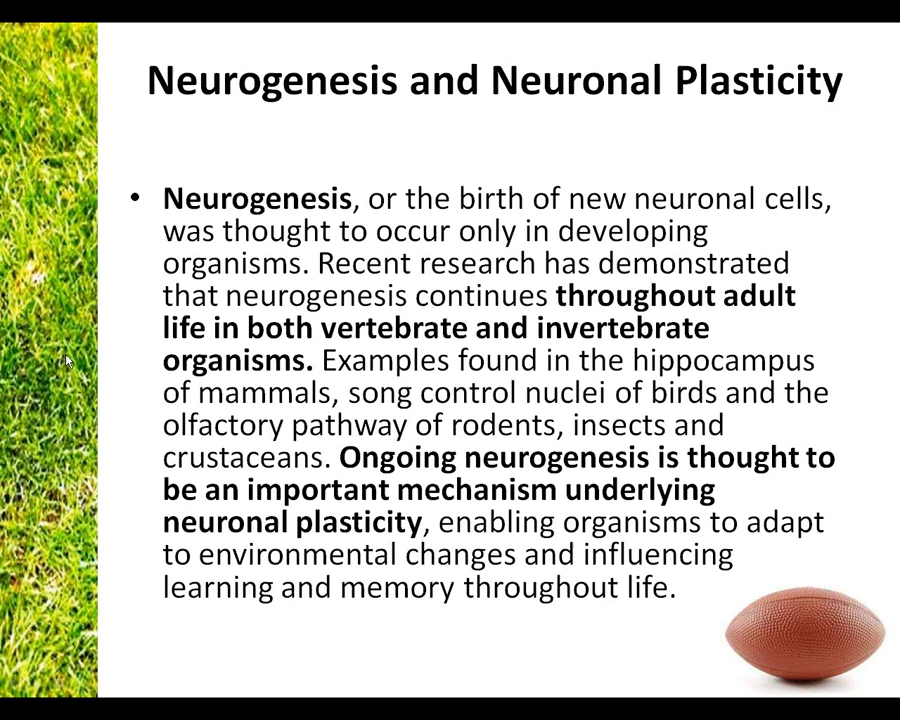 Neurogenesis and Neuronal Plasticity
• Neurogenesis, or the birth of new neuronal cells,
was thought to occur only in developing
organisms. Recent research has demonstrated
that neurogenesis continues throughout adult
life in both vertebrate and invertebrate
organisms. Examples found in the hippocampus
of mammals, song control nuclei of birds and the
olfactory pathway of rodents, insects and
crustaceans. Ongoing neurogenesis is thought to
be an important mechanism underlying
neuronal plasticity, enabling organisms to adapt
to environmental changes and influencing
learning and memory throughout life.